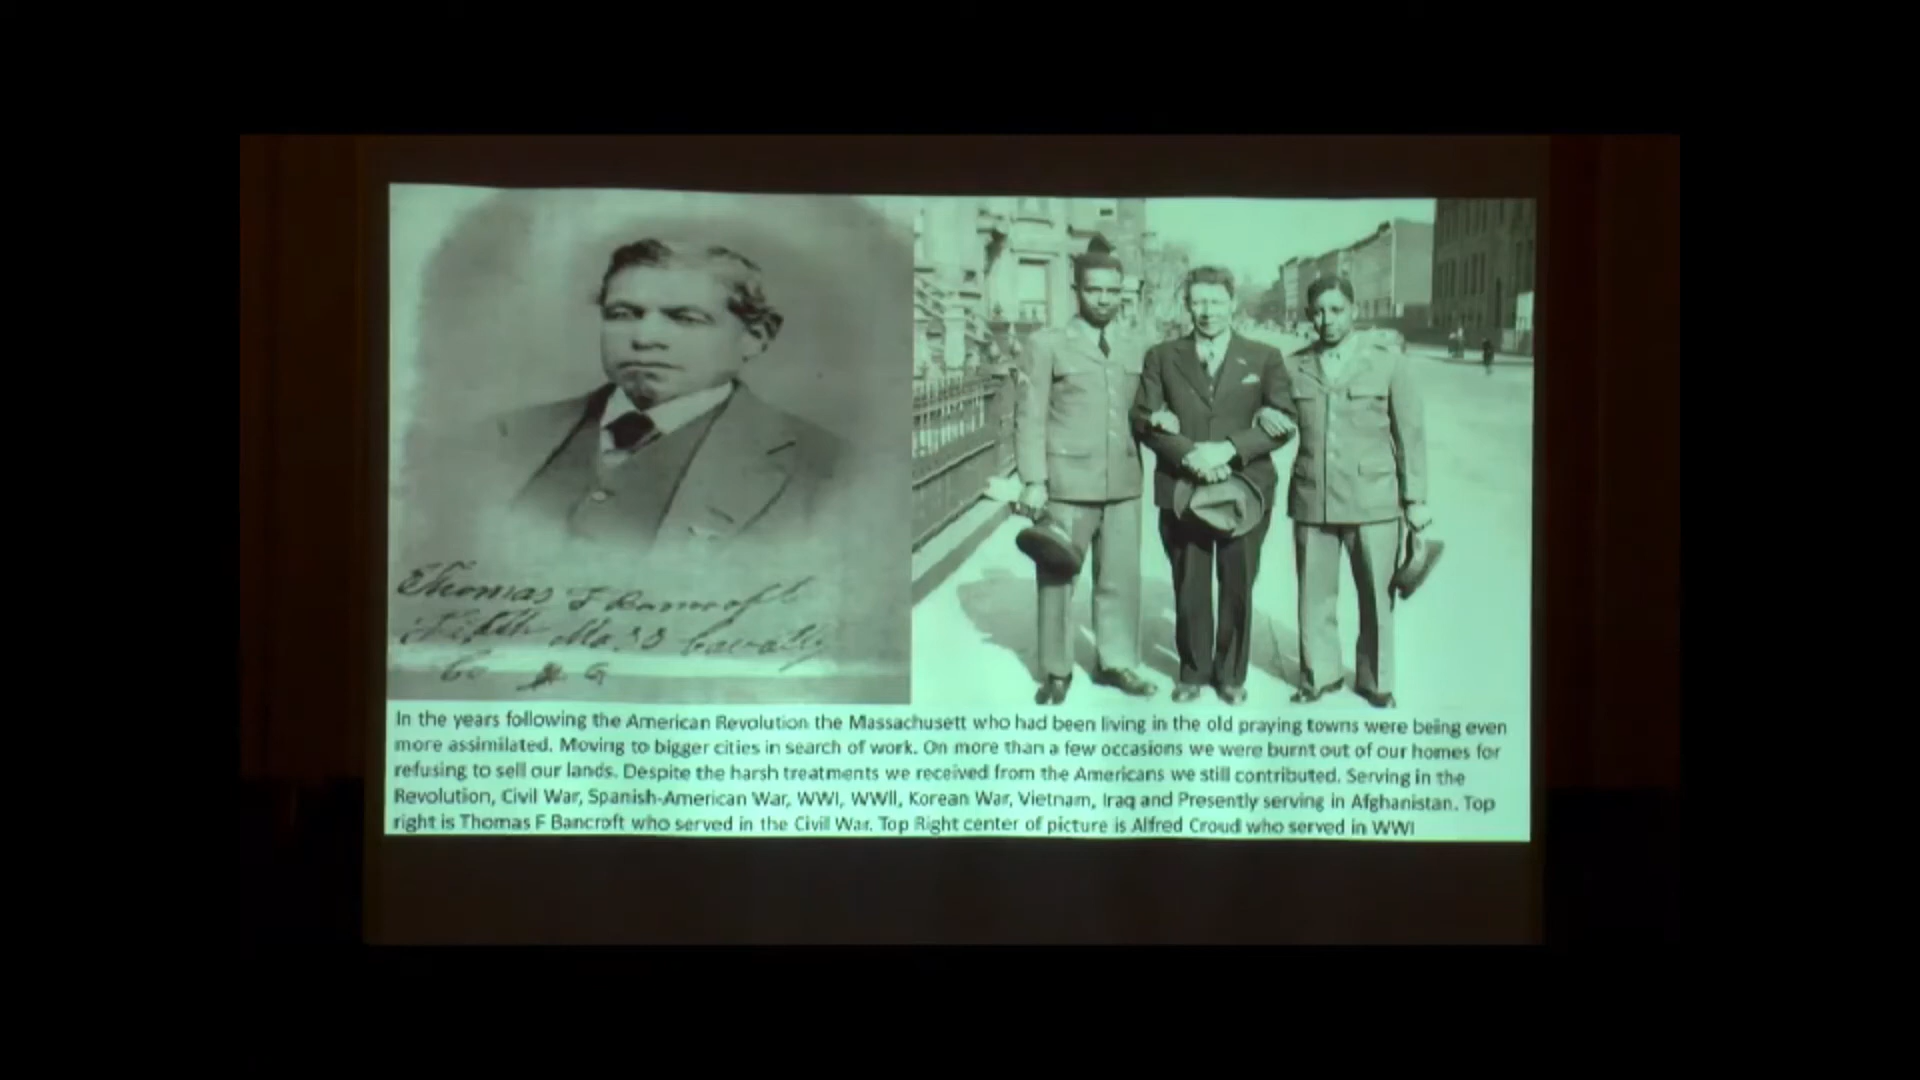 Thomas F Bancroft
Fifth Mass Cavalry
Co G
In the years following the American Revolution the Massachusett who had been living in the old praying towns were being even
more assimilated. Moving to bigger cities in search of work. On more than a few occasions we were burnt out of our homes for
refusing to sell our lands. Despite the harsh treatments we received from the Americans we still contributed. Serving in the
Revolution, Civil War, Spanish-American War, WWI, WWII, Korean War, Vietnam, Iraq and Presently serving in Afghanistan. Top
right is Thomas F Bancroft who served in the Civil War. Top Right center of picture is Alfred Croud who served in WWI